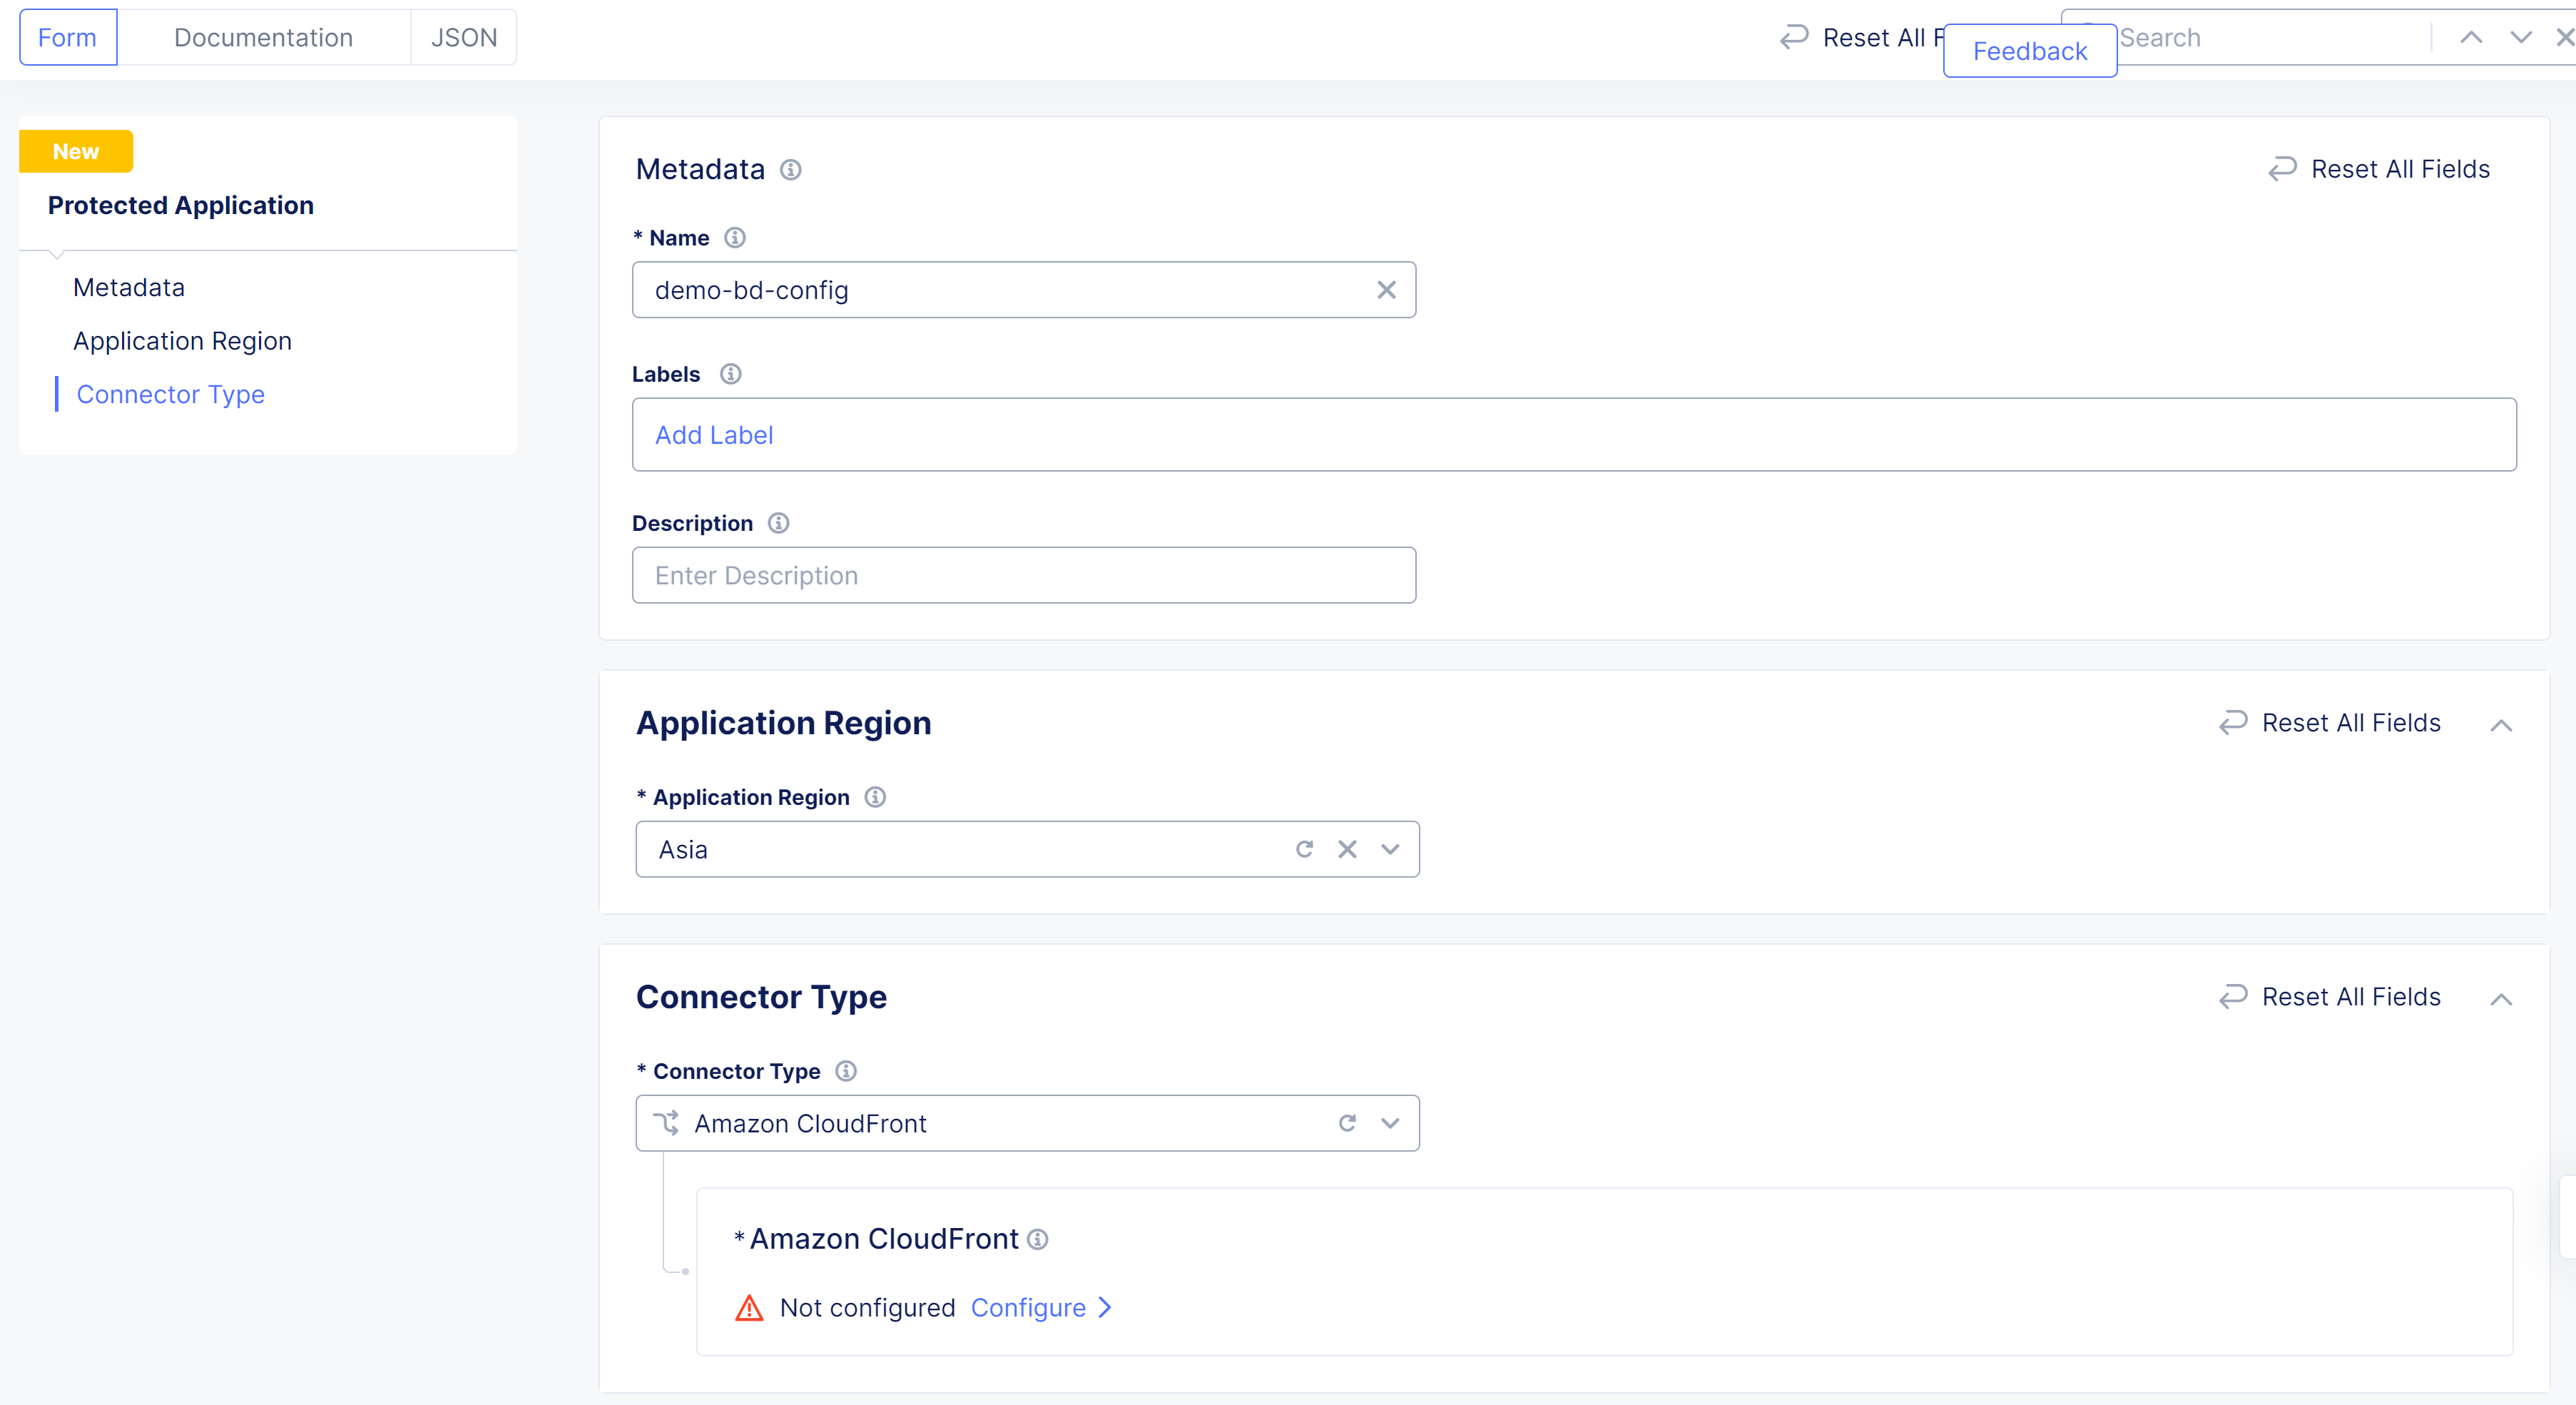 Form
Documentation
JSON
Reset All F
Feedback
Search
New
Protected Application
Metadata
Application Region
Connector Type
Metadata
Reset All Fields
* Name
demo-bd-config
Labels
Add Label
Description
Enter Description
Application Region
Reset All Fields
* Application Region
Asia
Connector Type
Reset All Fields
* Connector Type
Amazon CloudFront
* Amazon CloudFront
Not configured Configure